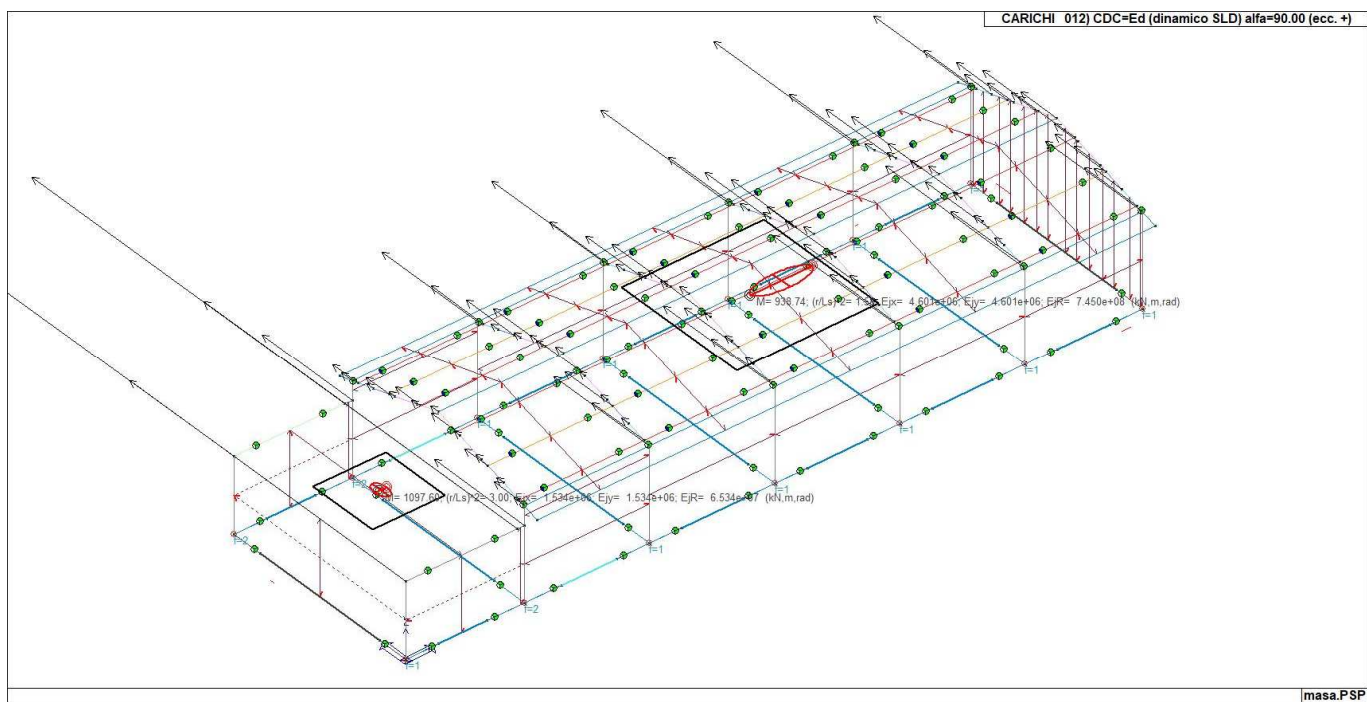 CARICHI 012) CDC=Ed (dinamico SLD) alfa=90.00 (ecc. +)
M= 938.74; (r/Ls)^2= Ejx= 4.601e+06; Ejy= 4.601e+06; EjR= 7.450e+08 (kN,m,rad)
f=1
f=1
f=1
f=1
f=1
f=1
M= 1097.60; (r/Ls)^2= 3.00; Ejx= 1.534e+06; Ejy= 1.534e+06; EjR= 6.534e+07 (kN,m,rad)
f=2
f=1
f=2
f=1
masa.PSP